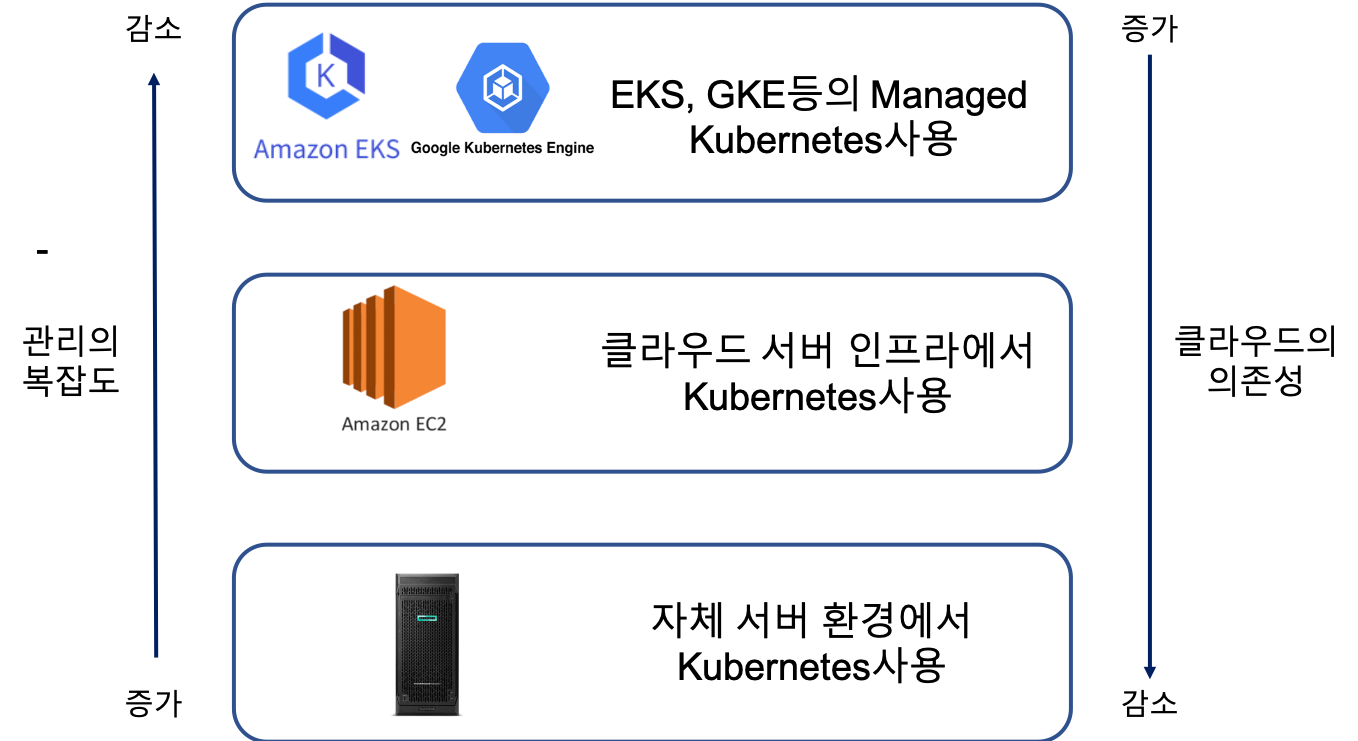 감소
증가
K
Amazon EKS
Google Kubernetes Engine
EKS, GKE등의 Managed
Kubernetes사용
-
관리의
복잡도
Amazon EC2
클라우드 서버 인프라에서
Kubernetes사용
클라우드의
의존성
자체 서버 환경에서
Kubernetes사용
증가
감소